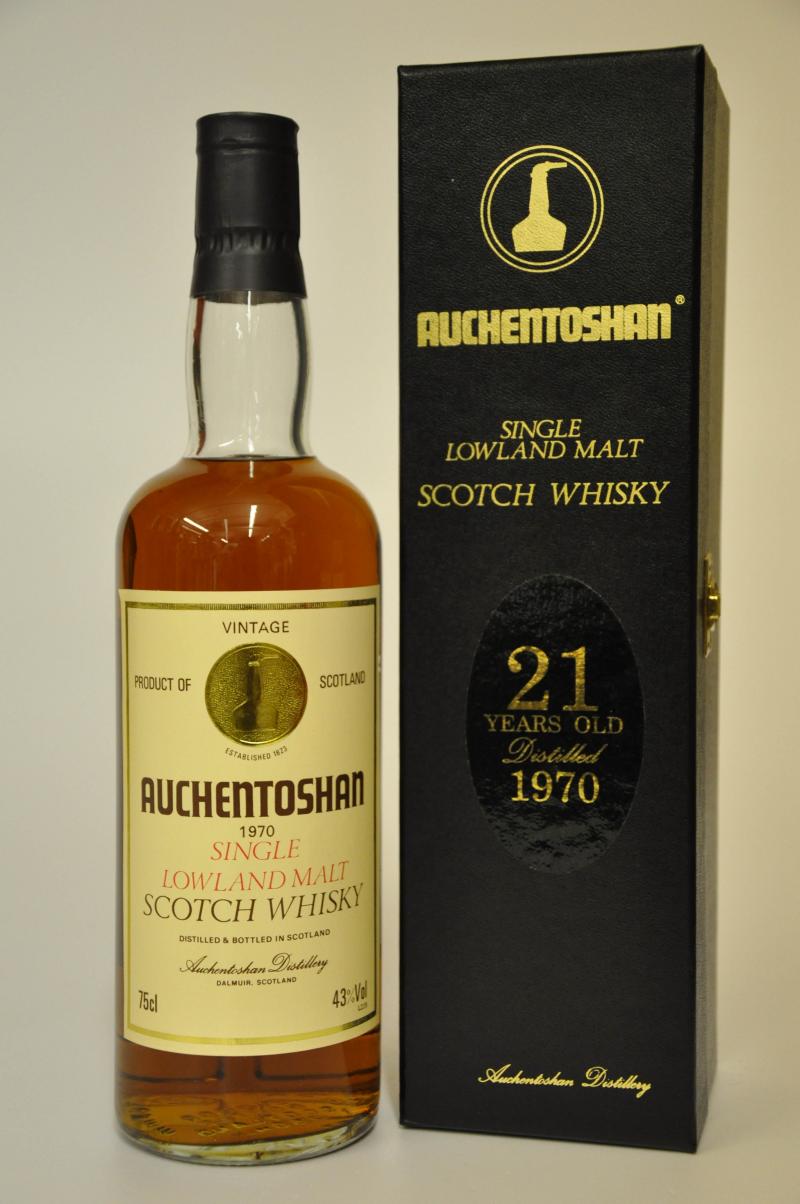 VINTAGE
PRODUCT OF SCOTLAND
ESTABLISHED 1823
AUCHENTOSHAN
1970
SINGLE
LOWLAND MALT
SCOTCH WHISKY
DISTILLED & BOTTLED IN SCOTLAND
Auchentoshan Distillery
DALMUIR, SCOTLAND
75cl 43%Vol
AUCHENTOSHAN®
SINGLE
LOWLAND MALT
SCOTCH WHISKY
21
YEARS OLD
Distilled
1970
Auchentoshan Distillery